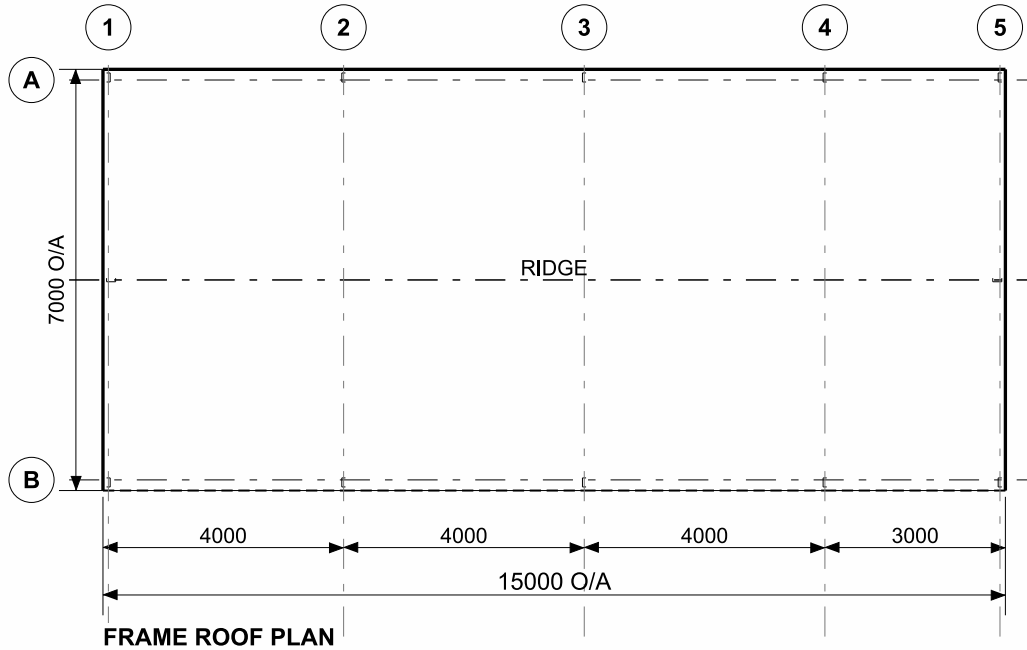 1 2 3 4 5
A
7000 O/A
RIDGE
B
4000 4000 4000 3000
15000 O/A
FRAME ROOF PLAN